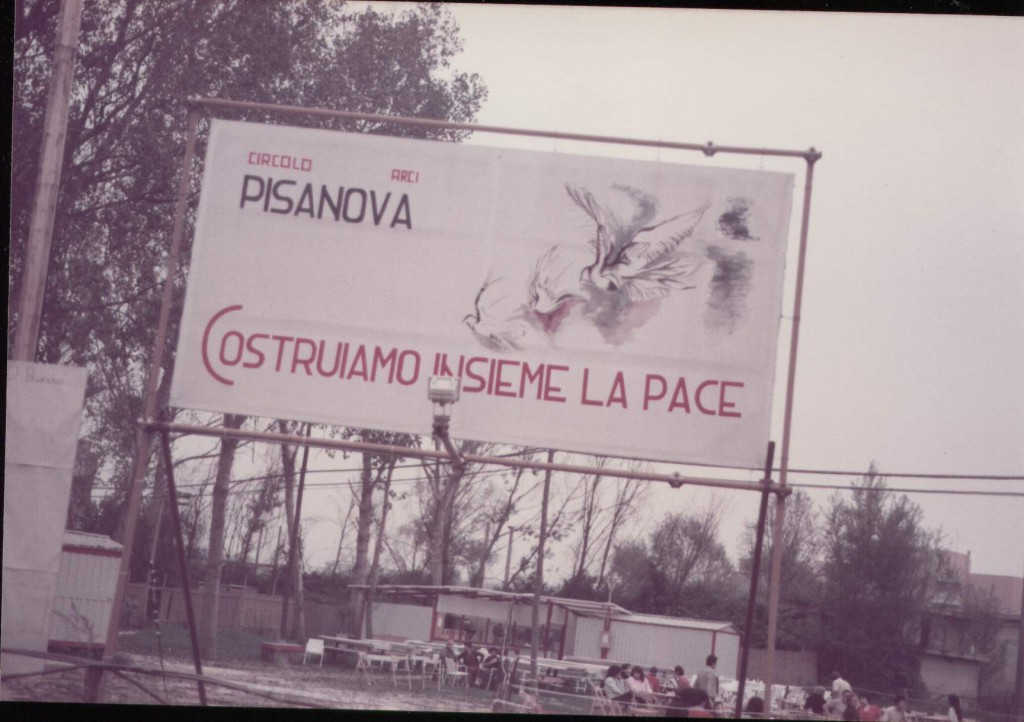 CIRCOLO ARCI
PISANOVA
COSTRUIAMO INSIEME LA PACE